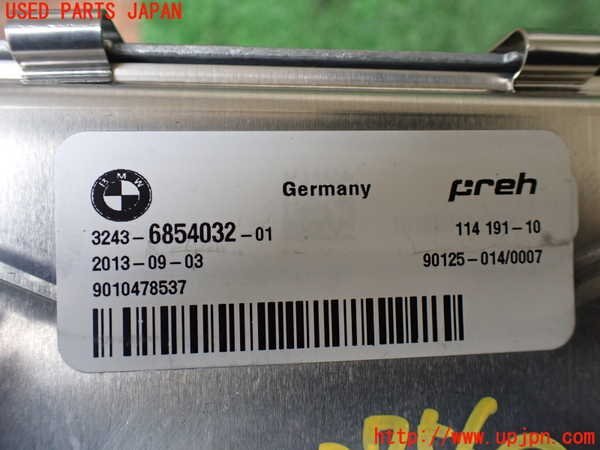 USED PARTS JAPAN
BMW
Germany
preh
3243-6854032-01
114 191-10
2013-09-03
90125-014/0007
9010478537
http://www.upjpn.com